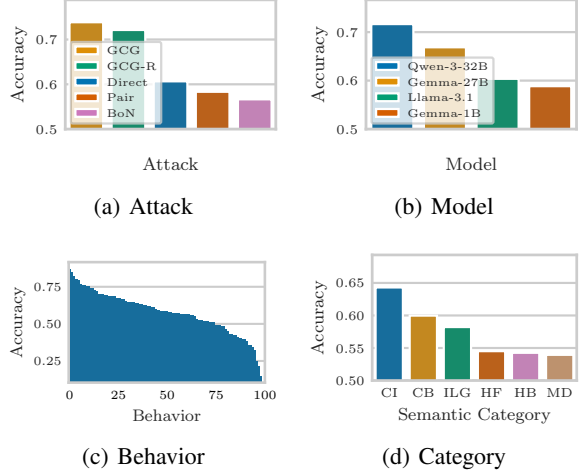 Accuracy
0.7
0.6
0.5
GCG
GCG-R
Direct
Pair
BoN
Attack
(a) Attack
Accuracy
0.7
0.6
0.5
Qwen-3-32B
Gemma-27B
Llama-3.1
Gemma-1B
Model
(b) Model
Accuracy
0.75
0.50
0.25
0 25 50 75 100
Behavior
(c) Behavior
Accuracy
0.65
0.60
0.55
0.50
CI CB ILG HF HB MD
Semantic Category
(d) Category